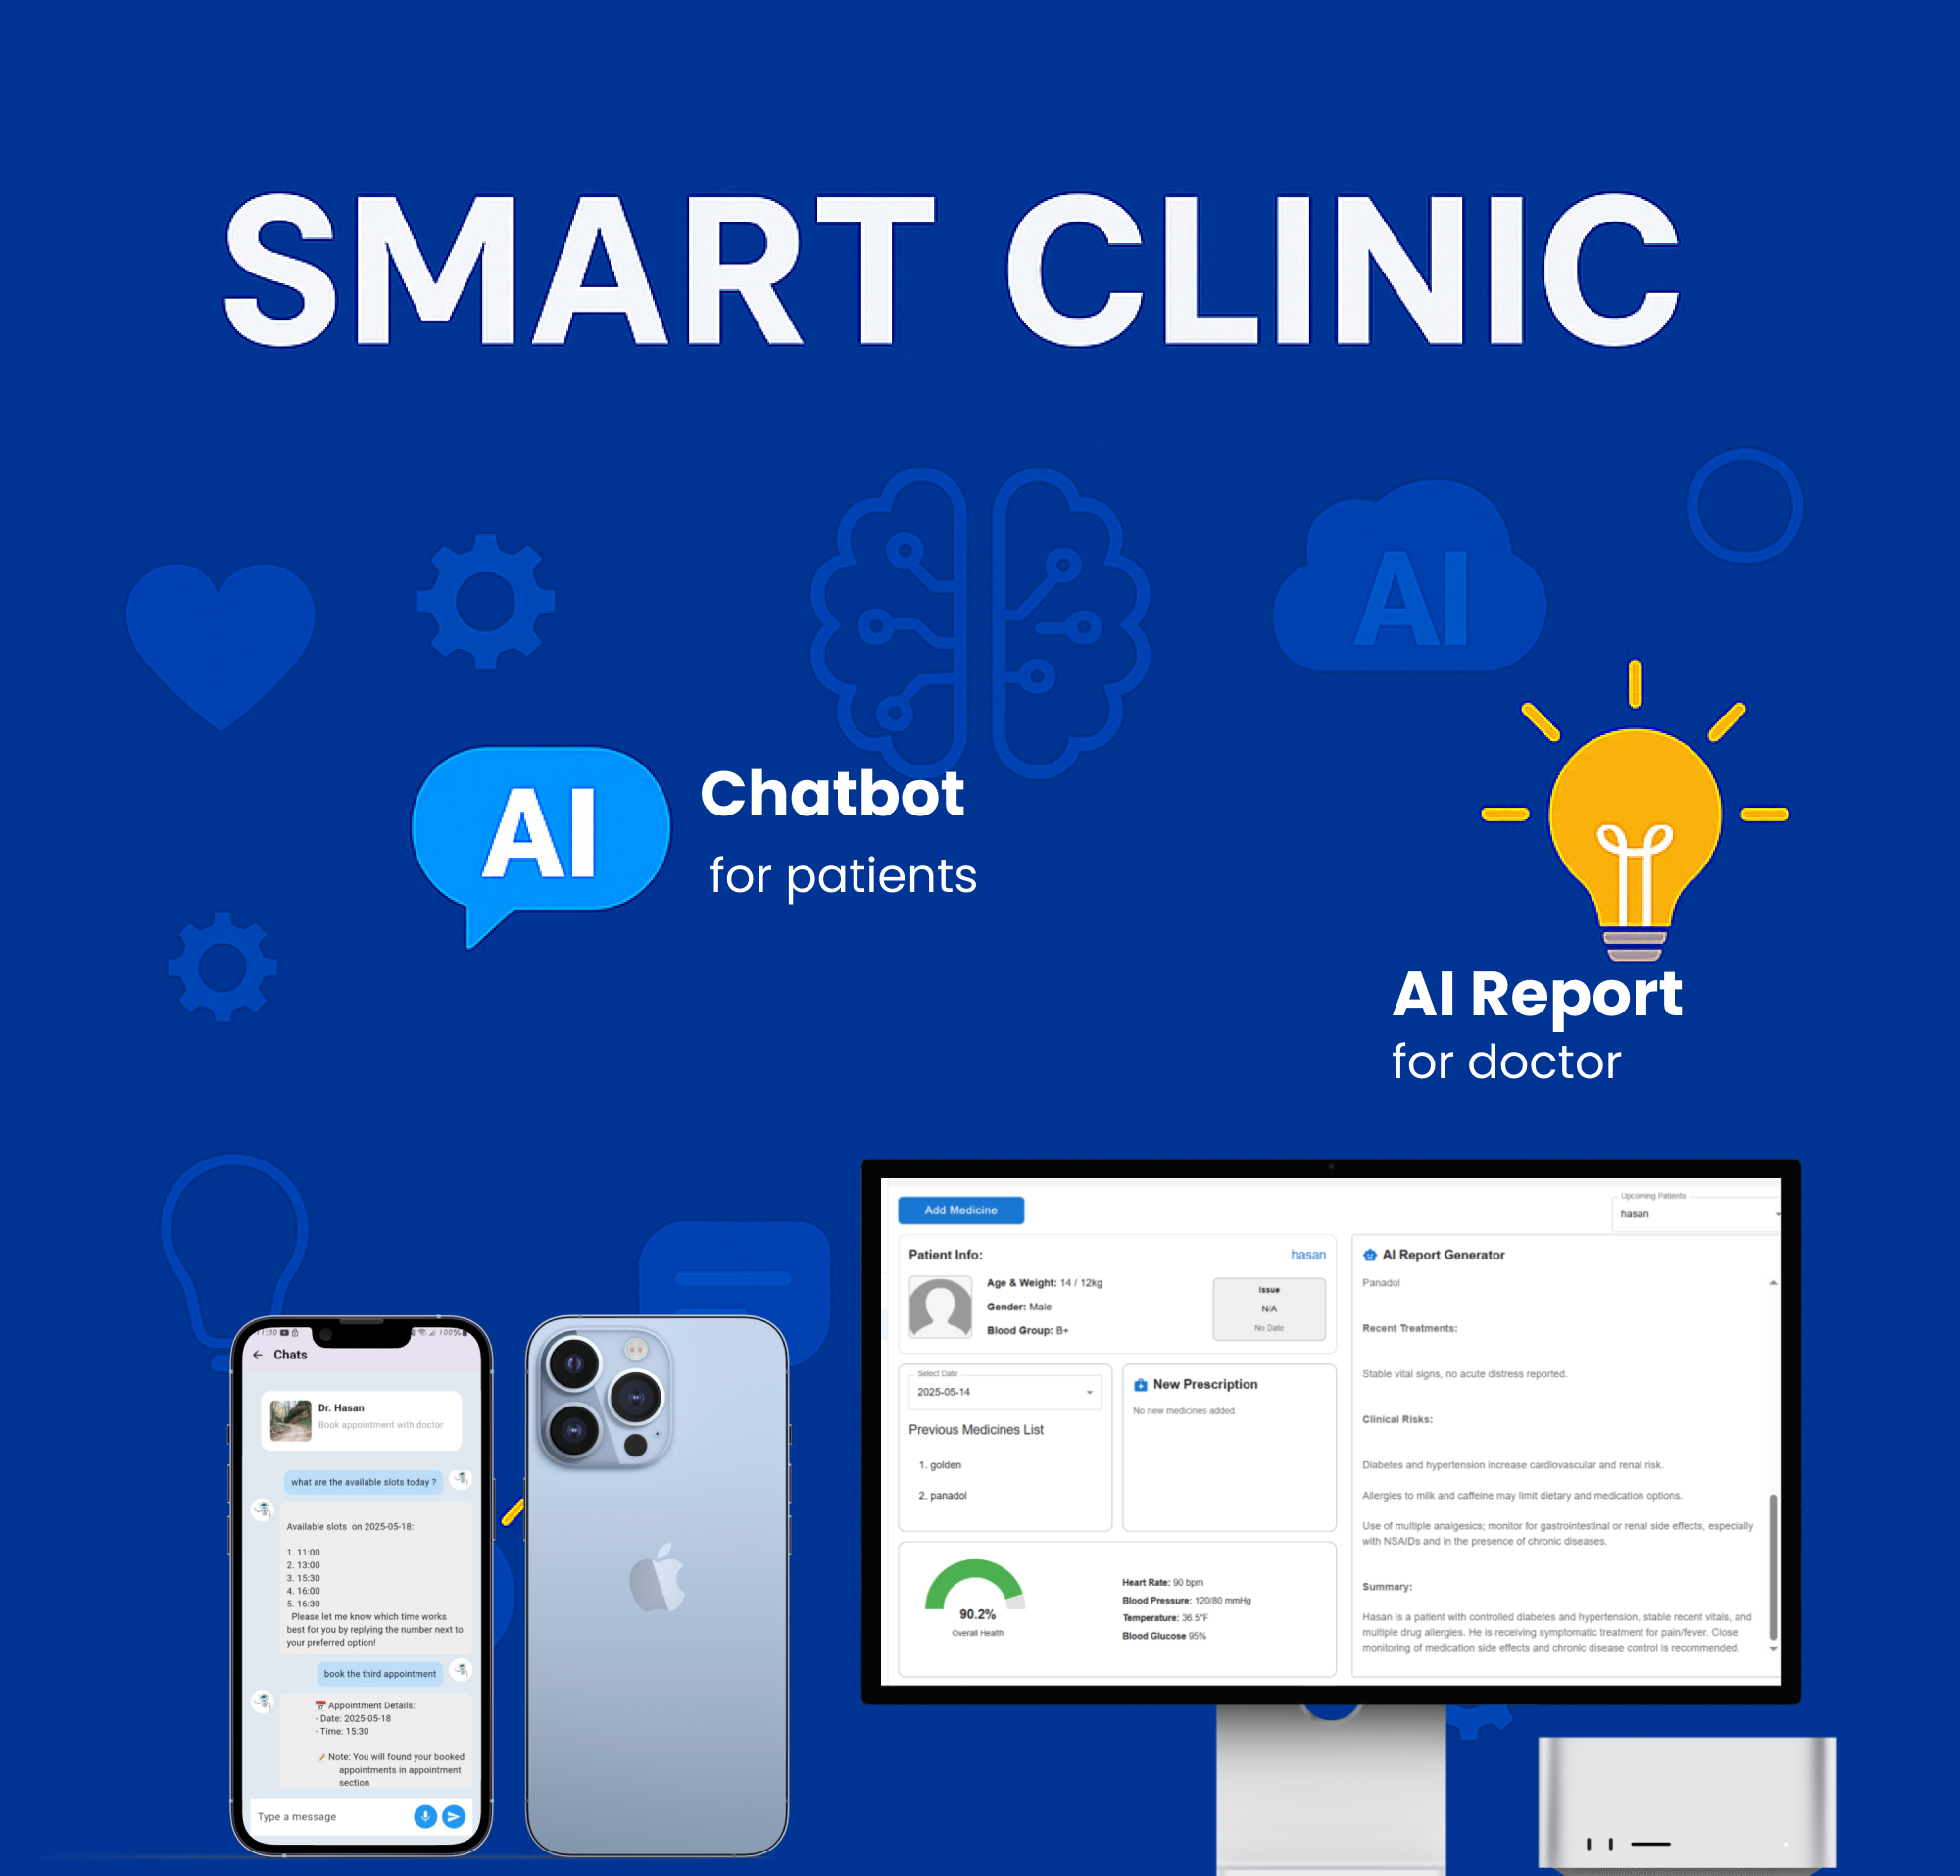 SMART CLINIC
AI
AI
Chatbot
for patients
AI Report
for doctor
11:00
100%
Chats
Dr. Hasan
Book appointment with doctor
what are the available slots today ?
Available slots on 2025-05-18:
1. 11:00
2. 13:00
3. 15:30
4. 16:00
5. 16:30
Please let me know which time works
best for you by replying the number next to
your preferred option!
book the third appointment
Appointment Details:
- Date: 2025-05-18
- Time: 15:30
Note: You will found your booked
appointments in appointment
section
Type a message
Add Medicine
Upcoming Patients
hasan
Patient Info:
hasan
Age & Weight: 14 / 12kg
Gender: Male
Blood Group: B+
Issue
N/A
No Date
Select Date
2025-05-14
Previous Medicines List
1. golden
2. panadol
New Prescription
No new medicines added.
90.2%
Overall Health
Heart Rate: 90 bpm
Blood Pressure: 120/80 mmHg
Temperature: 36.5°F
Blood Glucose 95%
AI Report Generator
Panadol
Recent Treatments:
Stable vital signs, no acute distress reported.
Clinical Risks:
Diabetes and hypertension increase cardiovascular and renal risk.
Allergies to milk and caffeine may limit dietary and medication options.
Use of multiple analgesics; monitor for gastrointestinal or renal side effects, especially
with NSAIDs and in the presence of chronic diseases.
Summary:
Hasan is a patient with controlled diabetes and hypertension, stable recent vitals, and
multiple drug allergies. He is receiving symptomatic treatment for pain/fever. Close
monitoring of medication side effects and chronic disease control is recommended.